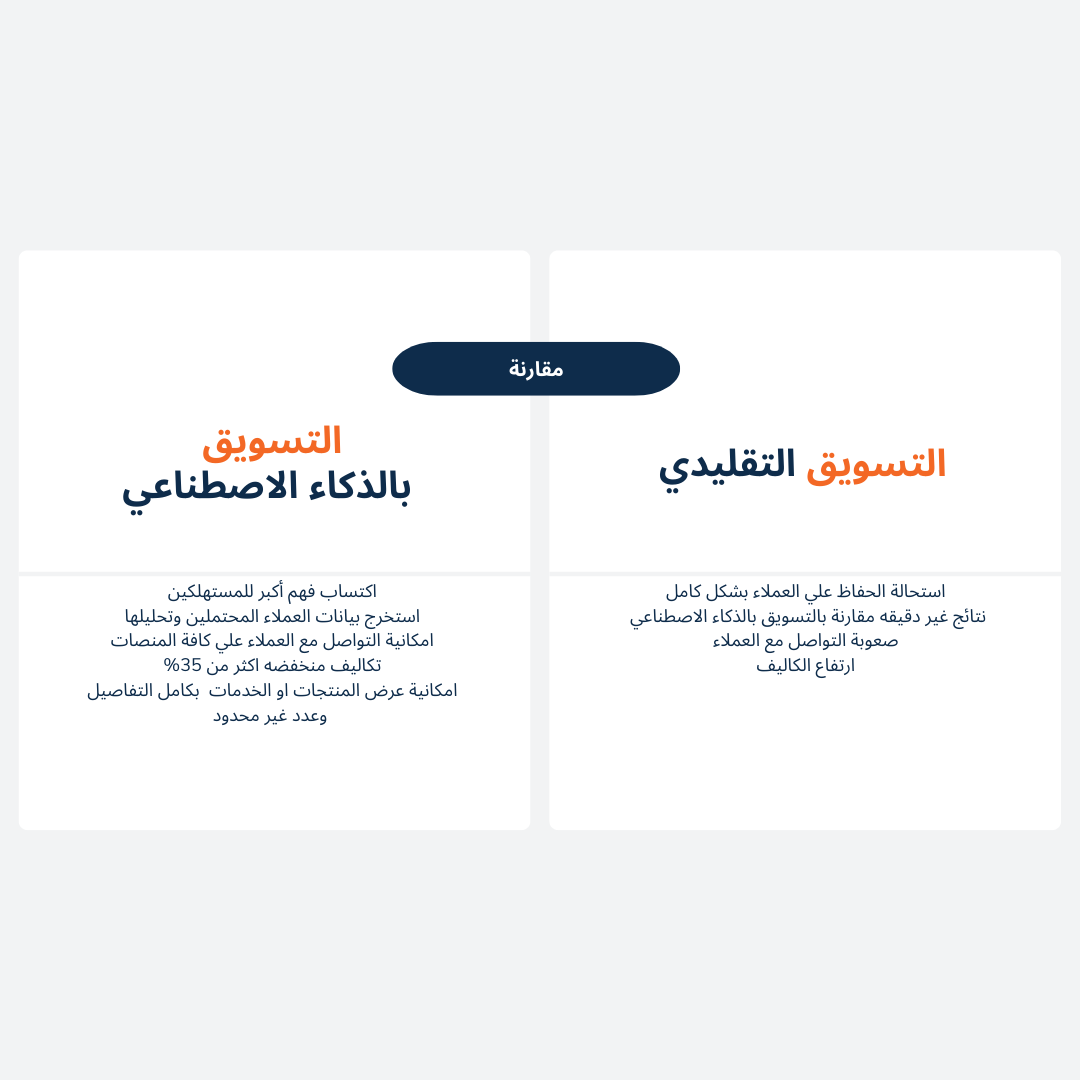 مقارنة
التسويق التقليدي
استحالة الحفاظ علي العملاء بشكل كامل
نتائج غير دقيقه مقارنة بالتسويق بالذكاء الاصطناعي
صعوبة التواصل مع العملاء
ارتفاع الكاليف
التسويق
بالذكاء الاصطناعي
اكتساب فهم أكبر للمستهلكين
استخرج بيانات العملاء المحتملين وتحليلها
امكانية التواصل مع العملاء علي كافة المنصات
تكاليف منخفضه اكثر من 35%
امكانية عرض المنتجات او الخدمات بكامل التفاصيل
وعدد غير محدود